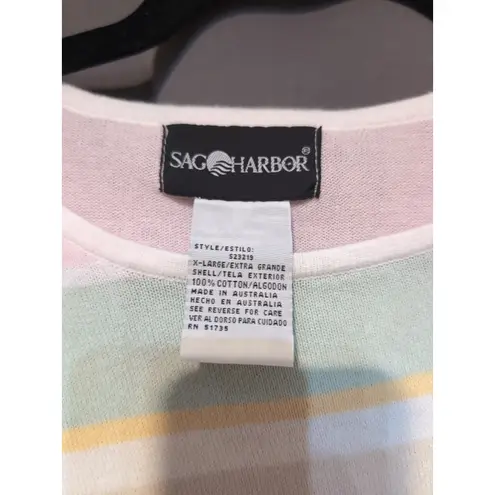 SAG HARBOR®
STYLE/ESTILO:
523219
X-LARGE/EXTRA GRANDE
SHELL/TELA EXTERIOR
100% COTTON/ALGODON
MADE IN AUSTRALIA
HECHO EN AUSTRALIA
SEE REVERSE FOR CARE
VER AL DORSO PARA CUIDADO
RN 51735